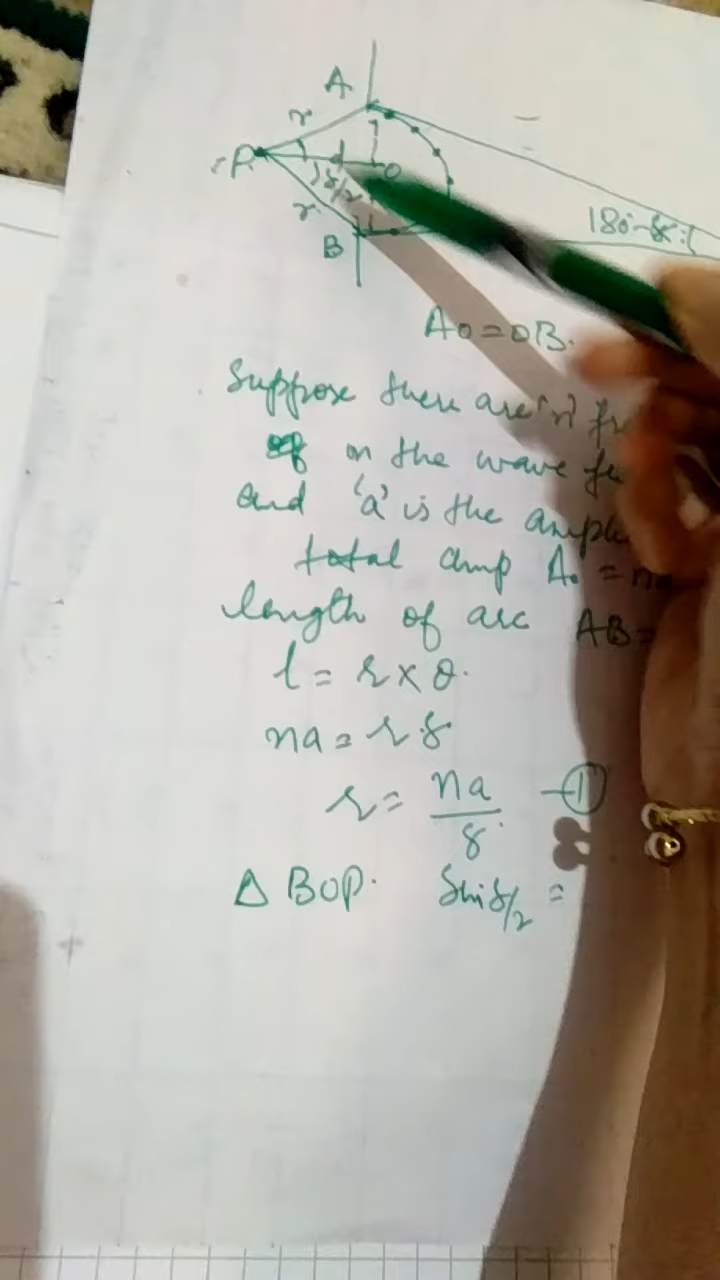 A
r
P
O
δ/2
r
B
180-δ
AO = OB.
Suppose there are 'n'
on the wave
and 'a' is the
total amp A₀ = na
length of arc AB =
l = r × θ.
na = r.δ
r = na/δ —①
Δ BOP. Sin δ/2 =